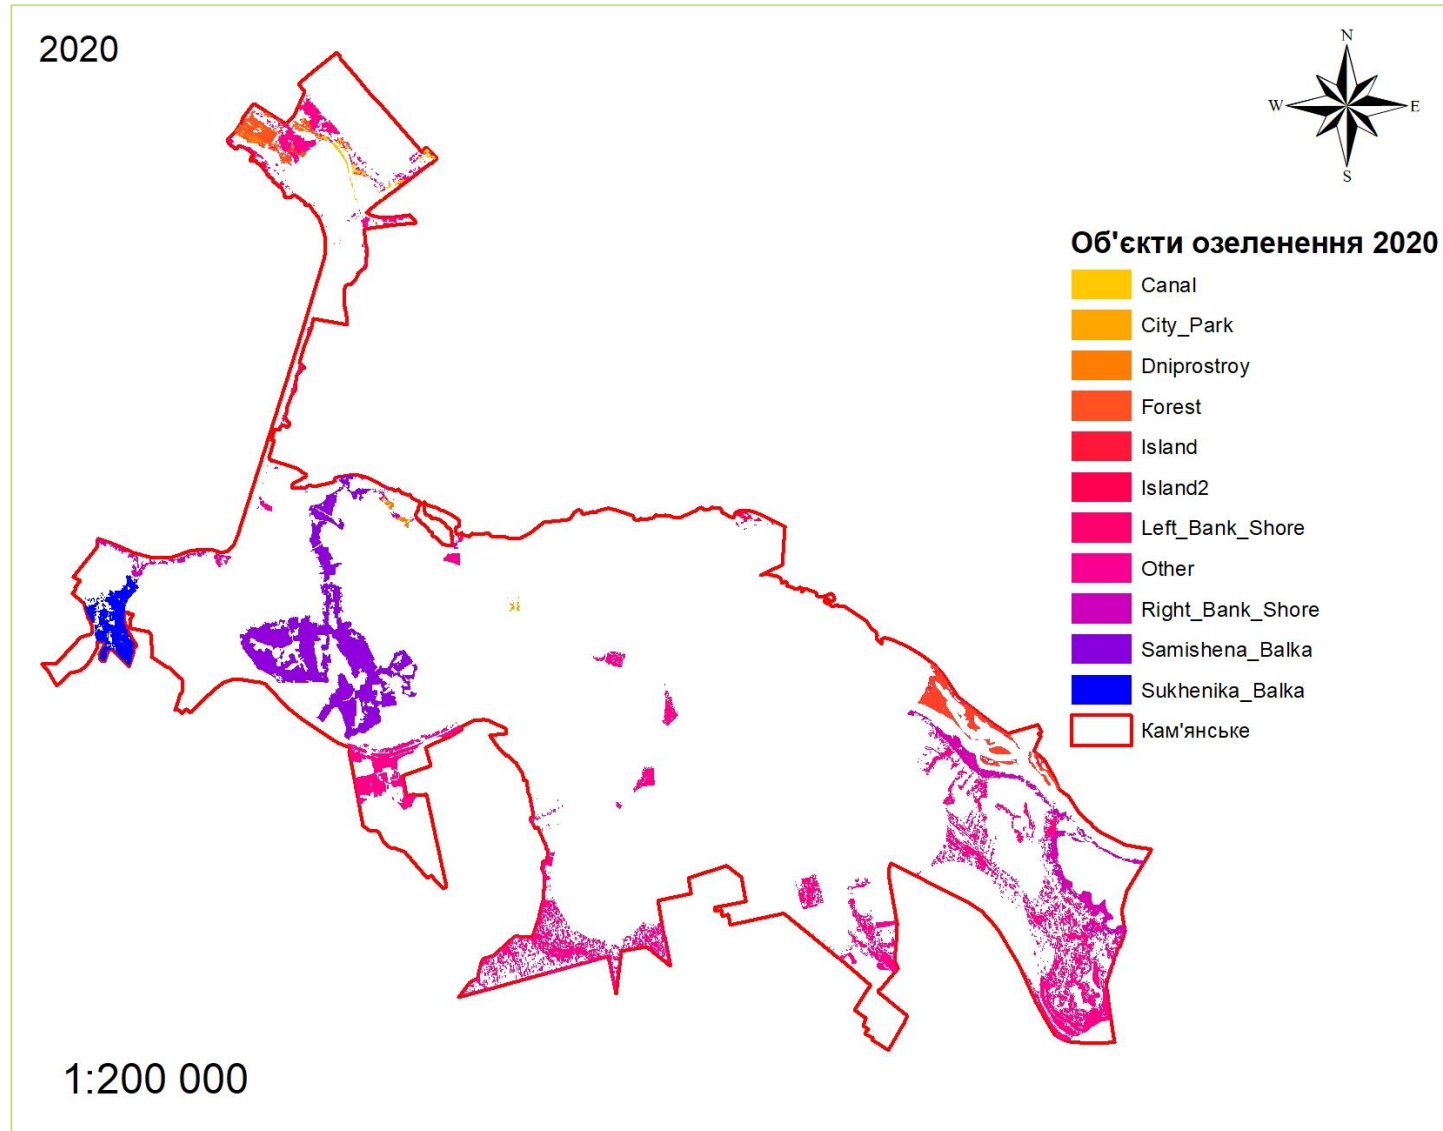 2020
N
W
E
S
Об'єкти озеленення 2020
Canal
City_Park
Dniprostroy
Forest
Island
Island2
Left_Bank_Shore
Other
Right_Bank_Shore
Samishena_Balka
Sukhenika_Balka
Кам'янське
1:200 000